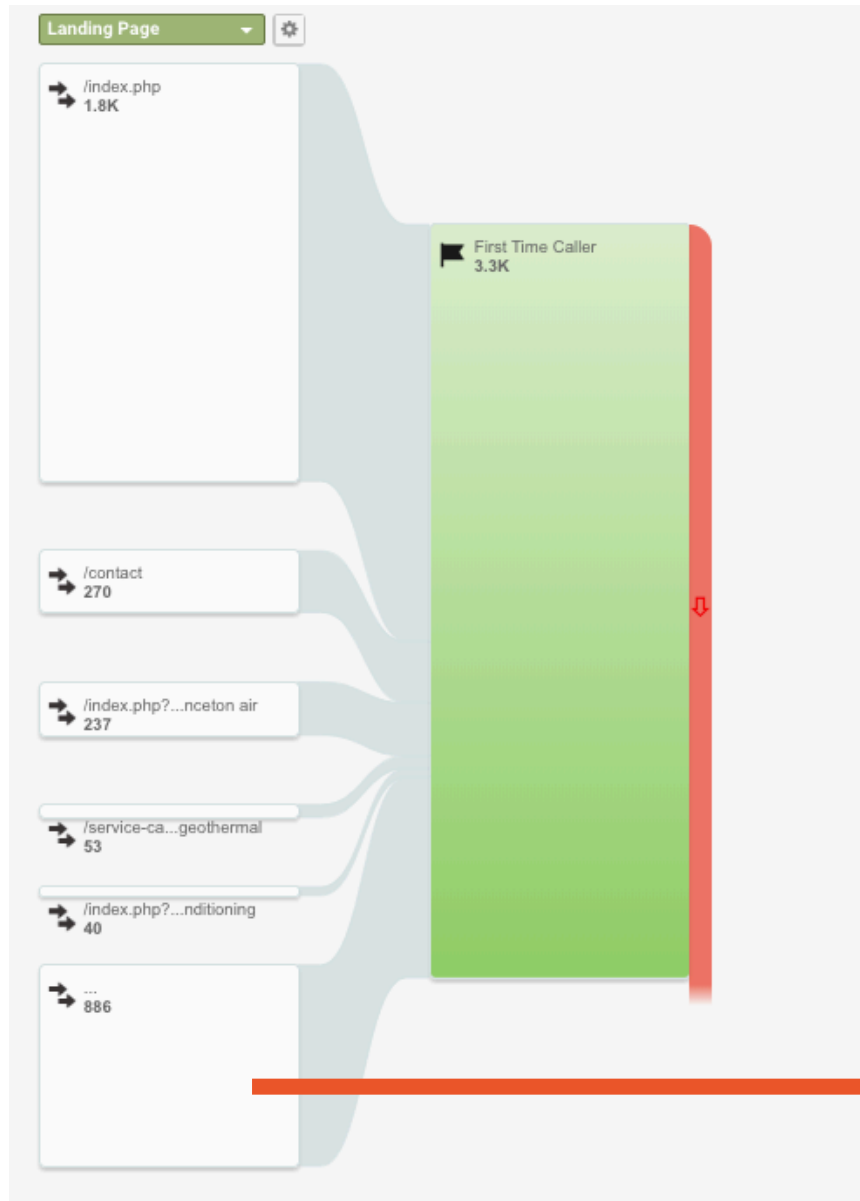 Landing Page
/index.php
1.8K
First Time Caller
3.3K
/contact
270
/index.php?...nceton air
237
/service-ca...geothermal
53
/index.php?...nditioning
40
...
886